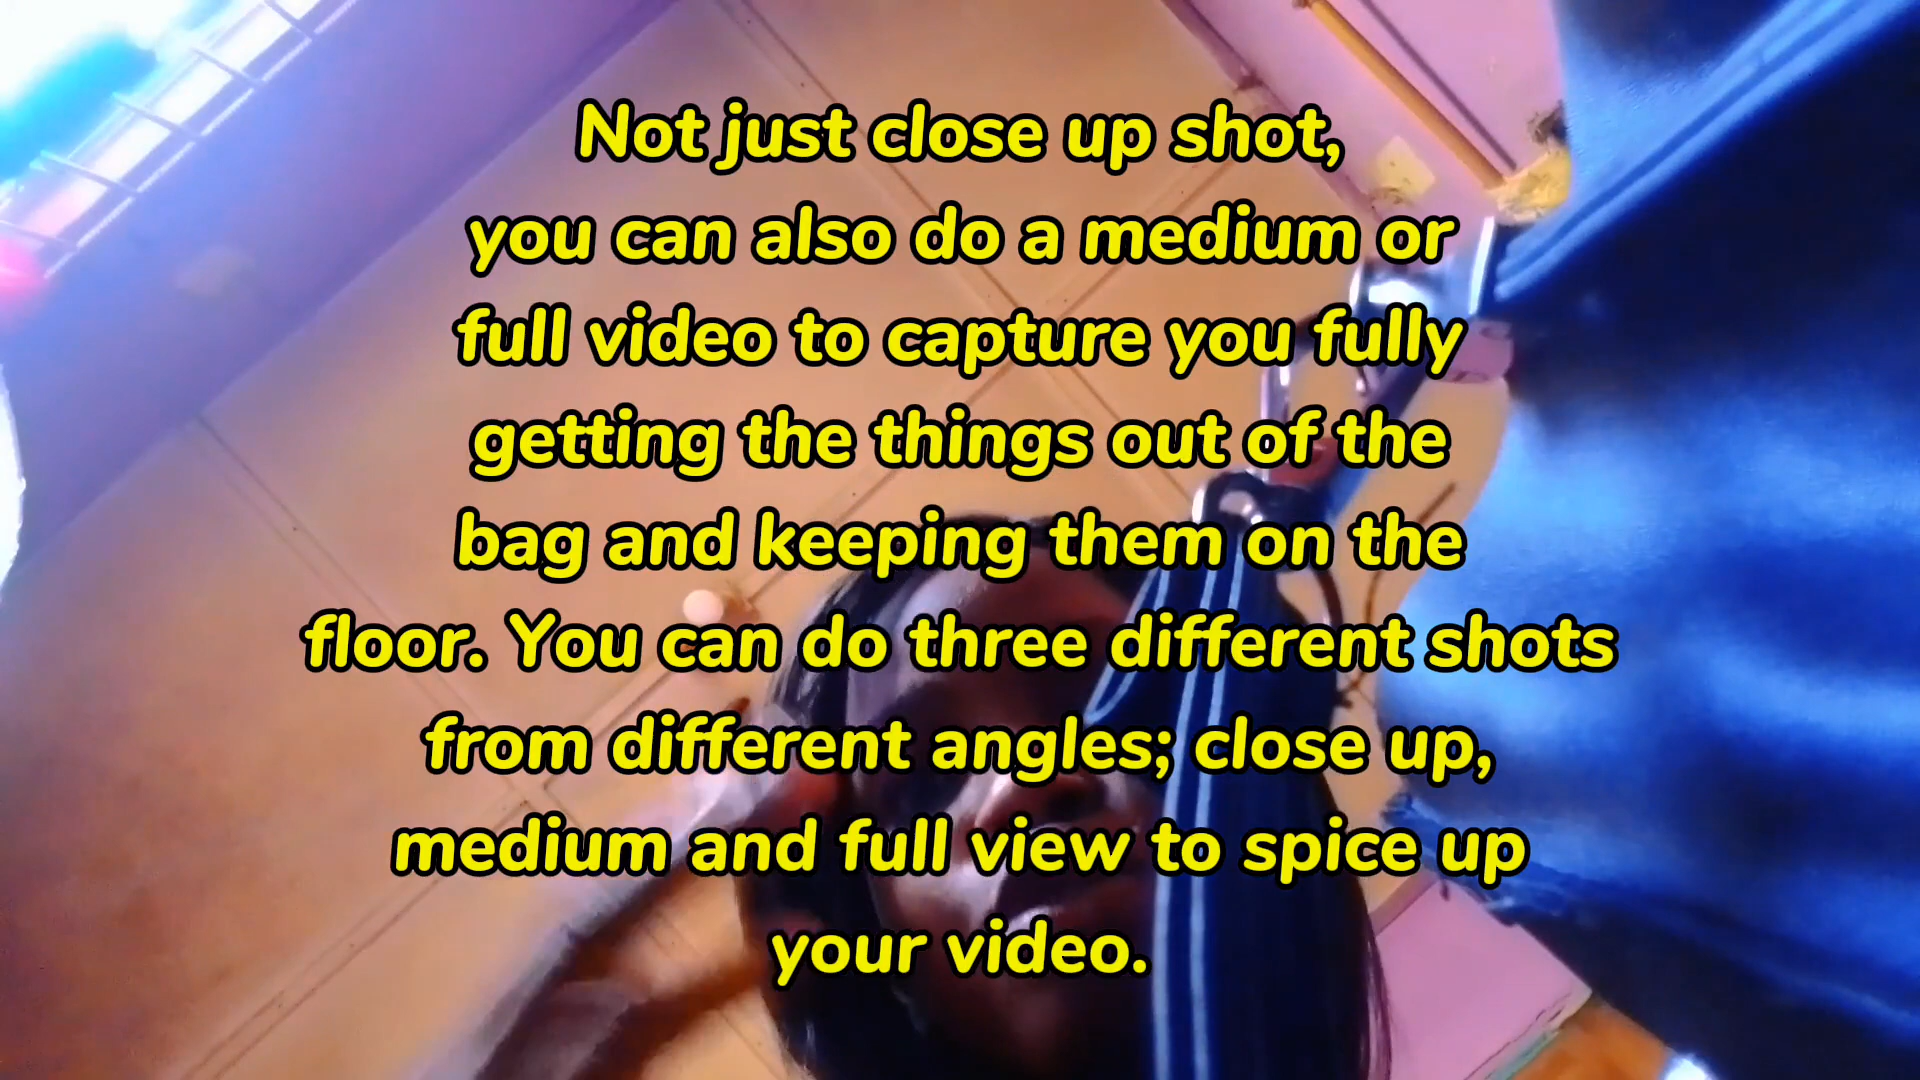 Not just close up shot,
you can also do a medium or
full video to capture you fully
getting the things out of the
bag and keeping them on the
floor. You can do three different shots
from different angles; close up,
medium and full view to spice up
your video.